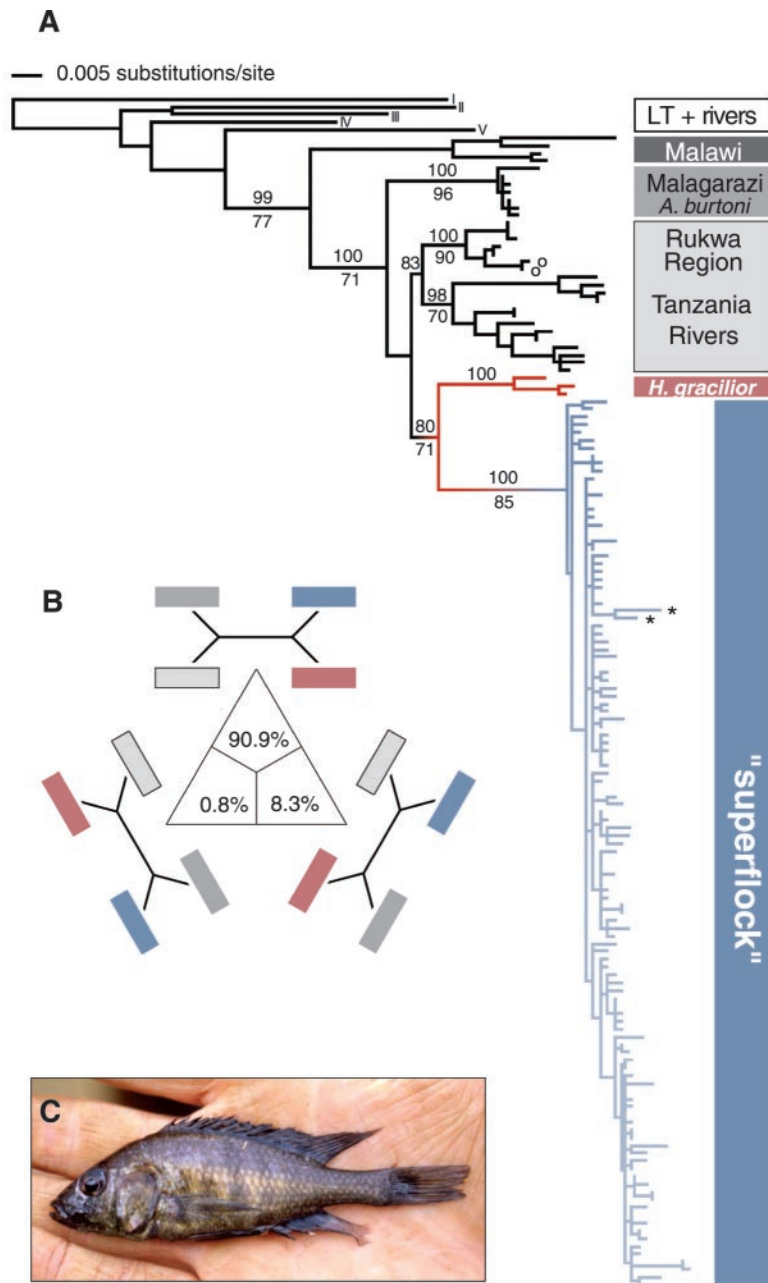 A
0.005 substitutions/site
I
II
III
IV
V
LT + rivers
Malawi
Malagarazi
A. burtoni
Rukwa
Region
Tanzania
Rivers
H. gracilior
"superflock"
99
77
100
71
100
96
83
100
90
o o
98
70
100
80
71
100
85
*
*
B
90.9%
0.8%
8.3%
C